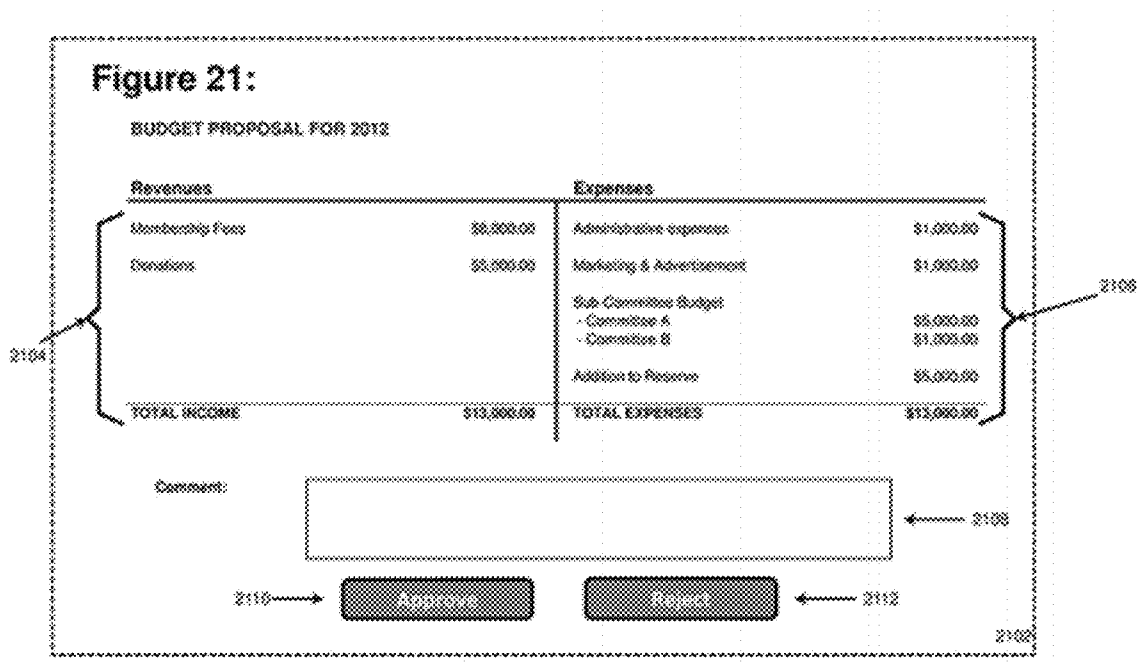 Figure 21:
BUDGET PROPOSAL FOR 2012
Revenues Expenses
Membership Fees $8,000.00 Administrative expenses $1,000.00
Donations $5,000.00 Marketing & Advertisement $1,000.00
Sub Committee Budget
- Committee A $5,000.00
- Committee B $1,000.00
Addition to Reserve $5,000.00
TOTAL INCOME $13,000.00 TOTAL EXPENSES $13,000.00
2104
2106
Comment:
2108
2110 Approve Reject 2112
2102